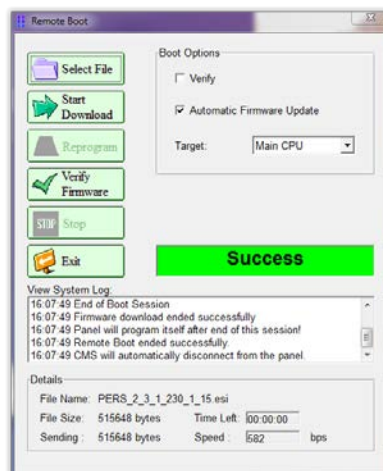 Remote Boot
Select File
Start
Download
Reprogram
Verify
Firmware
STOP Stop
Exit
Boot Options
Verify
Automatic Firmware Update
Target: Main CPU
Success
View System Log:
16:07:49 End of Boot Session
16:07:49 Firmware download ended successfully
16:07:49 Panel will program itself after end of this session!
16:07:49 Remote Boot ended successfully.
16:07:49 CMS will automatically disconnect from the panel.
Details
File Name: PERS_2_3_1_230_1_15.esi
File Size: 515648 bytes Time Left: 00:00:00
Sending : 515648 bytes Speed : 582 bps